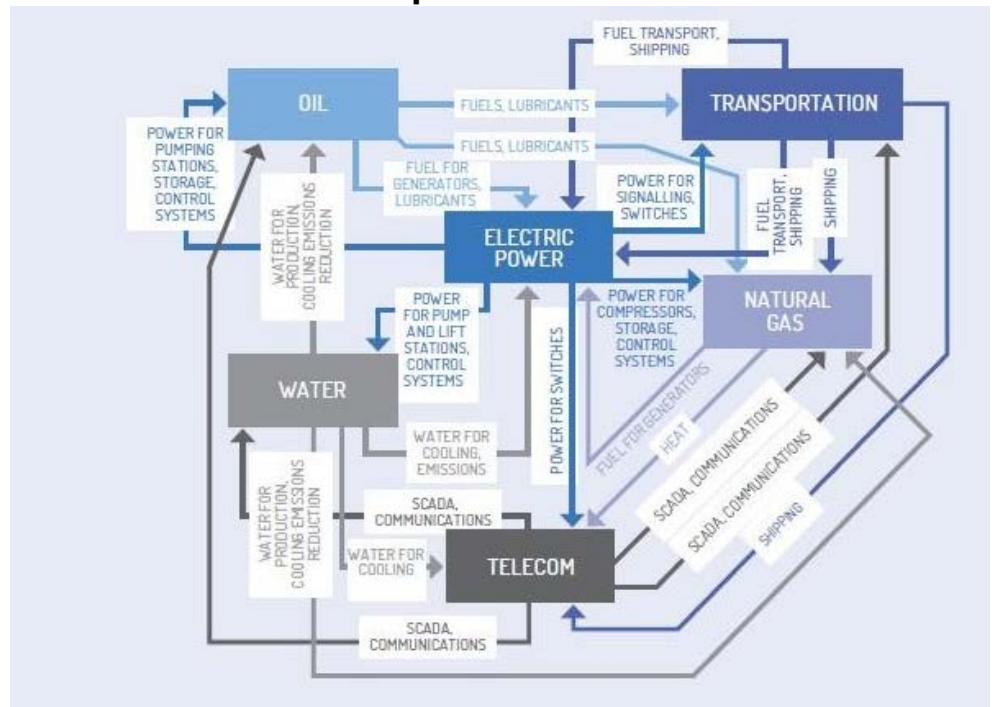 FUEL TRANSPORT,
SHIPPING
OIL
FUELS, LUBRICANTS
TRANSPORTATION
POWER FOR
PUMPING
STATIONS,
STORAGE,
CONTROL
SYSTEMS
FUELS, LUBRICANTS
FUEL FOR
GENERATORS,
LUBRICANTS
POWER FOR
SIGNALLING,
SWITCHES
FUEL
TRANSPORT,
SHIPPING
SHIPPING
WATER FOR
PRODUCTION,
COOLING EMISSIONS
REDUCTION
ELECTRIC
POWER
POWER
FOR PUMP
AND LIFT
STATIONS,
CONTROL
SYSTEMS
POWER FOR
COMPRESSORS,
STORAGE,
CONTROL
SYSTEMS
NATURAL
GAS
WATER
POWER FOR SWITCHES
FUEL FOR GENERATORS
HEAT
WATER FOR
COOLING,
EMISSIONS
SCADA, COMMUNICATIONS
SCADA, COMMUNICATIONS
SHIPPING
WATER FOR
PRODUCTION,
COOLING EMISSIONS
REDUCTION
SCADA,
COMMUNICATIONS
WATER FOR
COOLING
TELECOM
SCADA,
COMMUNICATIONS